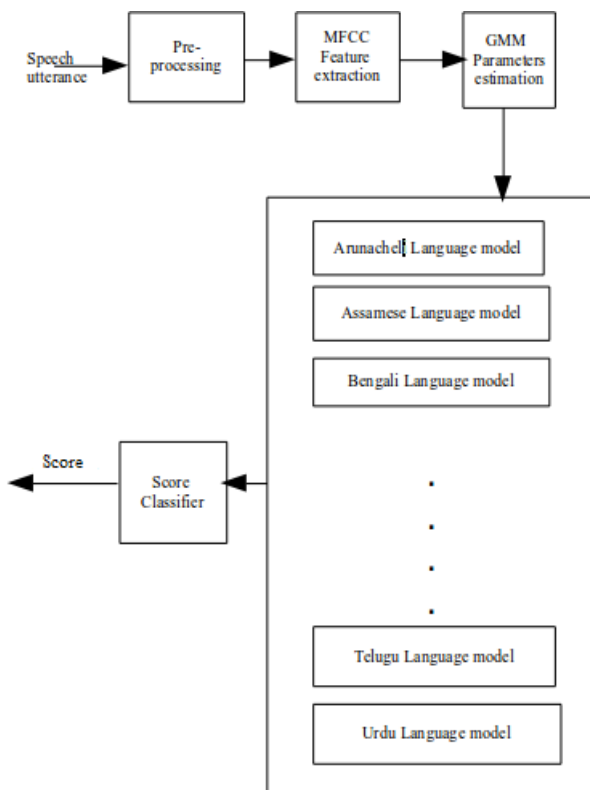 Speech
utterance
Pre-
processing
MFCC
Feature
extraction
GMM
Parameters
estimation
Arunacheli Language model
Assamese Language model
Bengali Language model
Score
Score
Classifier
Telugu Language model
Urdu Language model